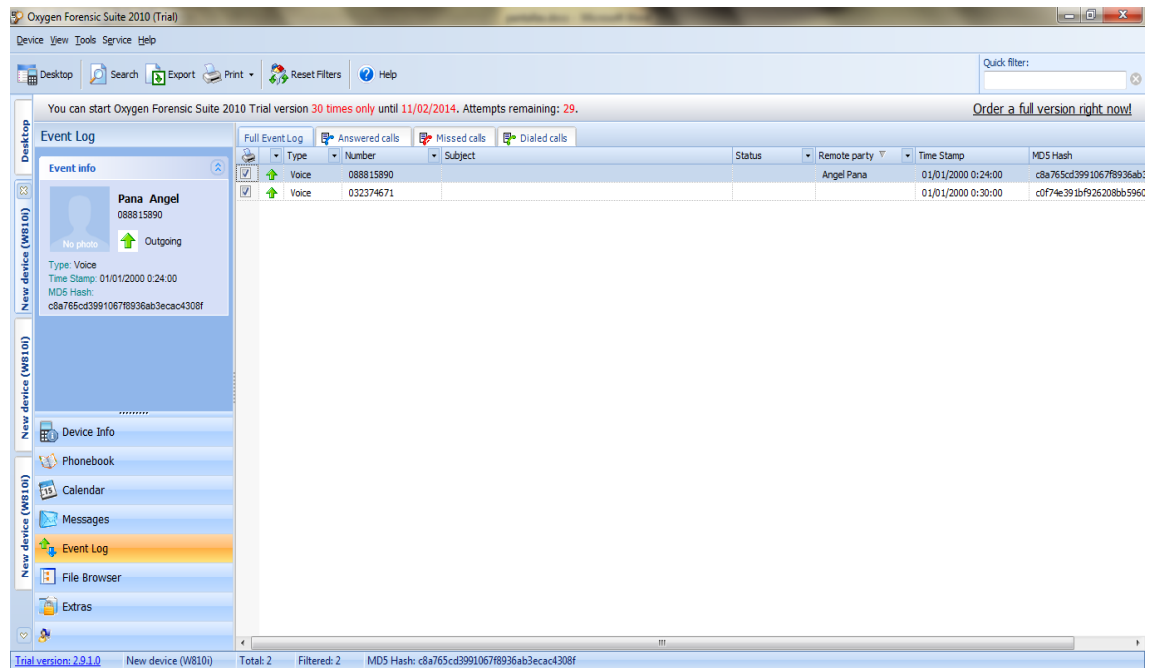 Oxygen Forensic Suite 2010 (Trial)
Device View Tools Service Help
Desktop Search Export Print Reset Filters Help
Quick filter:
You can start Oxygen Forensic Suite 2010 Trial version 30 times only until 11/02/2014. Attempts remaining: 29.
Order a full version right now!
Desktop
New device (W810i)
New device (W810i)
New device (W810i)
Event Log
Event info
No photo
Pana Angel
088815890
Outgoing
Type: Voice
Time Stamp: 01/01/2000 0:24:00
MD5 Hash:
c8a765cd3991067f8936ab3ecac4308f
Device Info
Phonebook
Calendar
15
Messages
Event Log
File Browser
Extras
Full Event Log Answered calls Missed calls Dialed calls
Type Number Subject Status Remote party Time Stamp MD5 Hash
Voice 088815890 Angel Pana 01/01/2000 0:24:00 c8a765cd3991067f8936ab3
Voice 032374671 01/01/2000 0:30:00 c0f74e391bf926208bb5960
Trial version: 2.9.1.0 New device (W810i) Total: 2 Filtered: 2 MD5 Hash: c8a765cd3991067f8936ab3ecac4308f